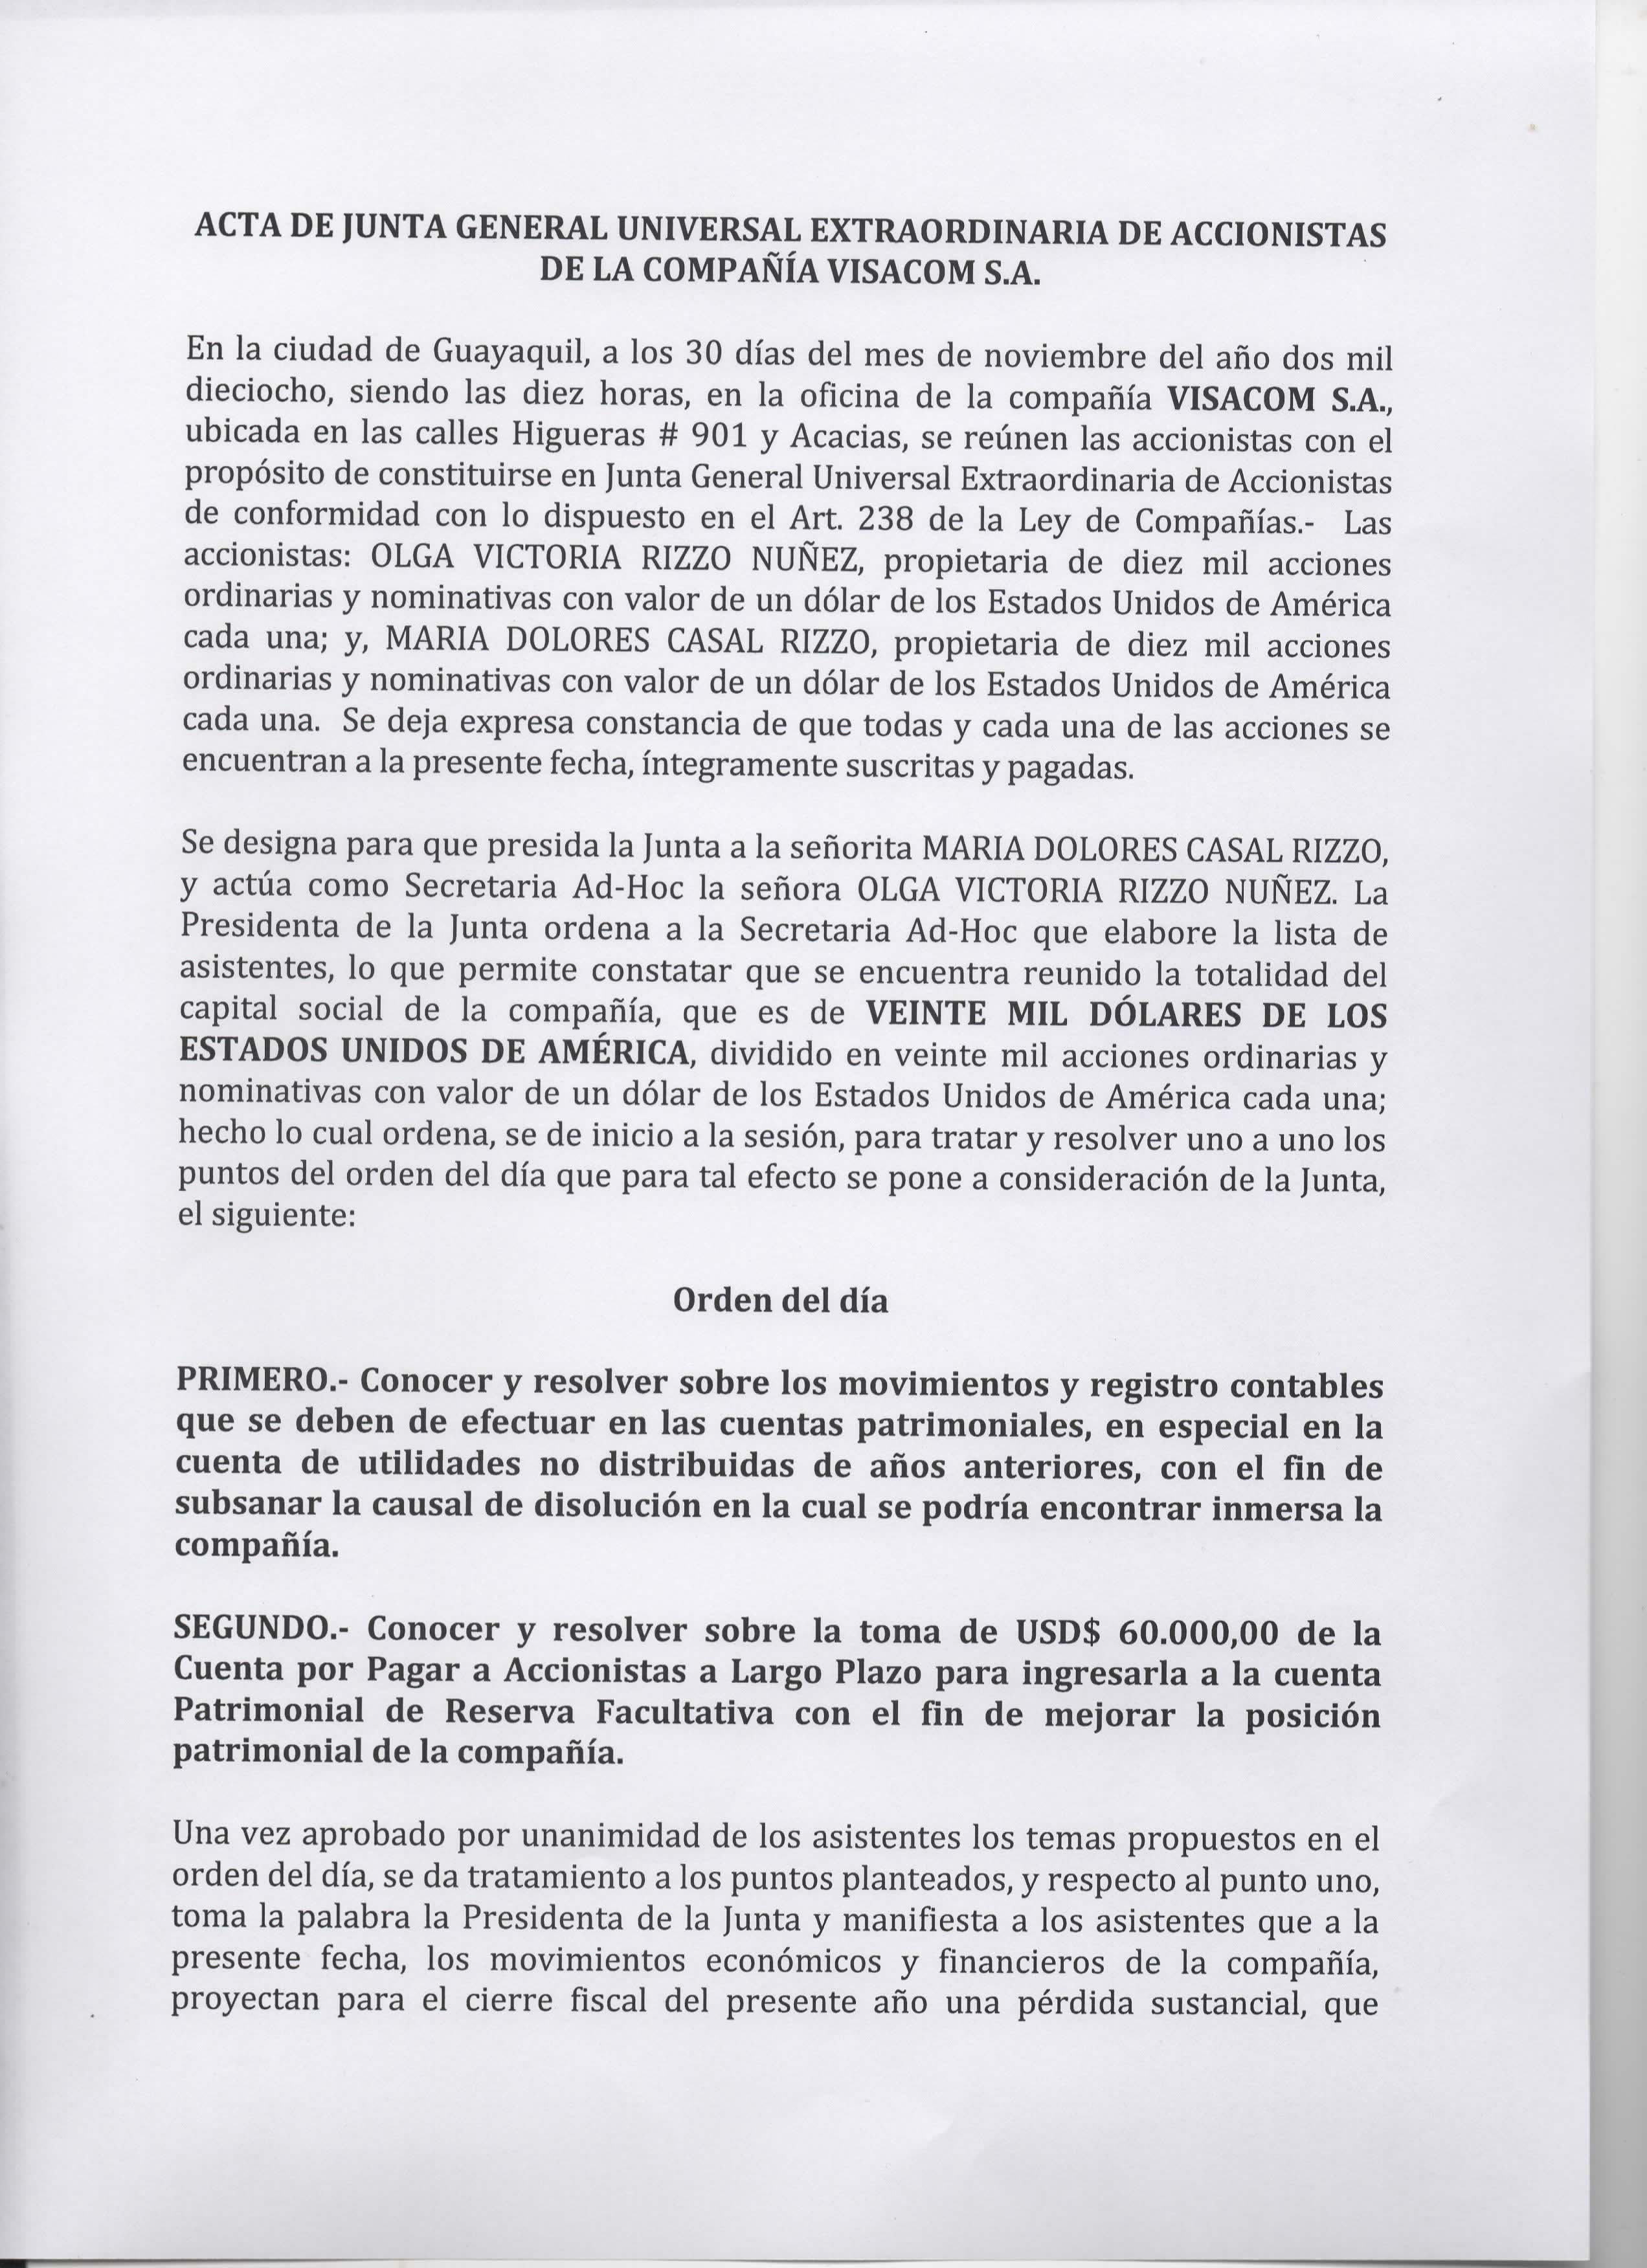 ACTA DE JUNTA GENERAL UNIVERSAL EXTRAORDINARIA DE ACCIONISTAS
DE LA COMPAÑÍA VISACOM S.A.
En la ciudad de Guayaquil, a los 30 días del mes de noviembre del año dos mil
dieciocho, siendo las diez horas, en la oficina de la compañía VISACOM S.A.,
ubicada en las calles Higueras # 901 y Acacias, se reúnen las accionistas con el
propósito de constituirse en Junta General Universal Extraordinaria de Accionistas
de conformidad con lo dispuesto en el Art. 238 de la Ley de Compañías.- Las
accionistas: OLGA VICTORIA RIZZO NUÑEZ, propietaria de diez mil acciones
ordinarias y nominativas con valor de un dólar de los Estados Unidos de América
cada una; y, MARIA DOLORES CASAL RIZZO, propietaria de diez mil acciones
ordinarias y nominativas con valor de un dólar de los Estados Unidos de América
cada una. Se deja expresa constancia de que todas y cada una de las acciones se
encuentran a la presente fecha, íntegramente suscritas y pagadas.
Se designa para que presida la Junta a la señorita MARIA DOLORES CASAL RIZZO,
y actúa como Secretaria Ad-Hoc la señora OLGA VICTORIA RIZZO NUÑEZ. La
Presidenta de la Junta ordena a la Secretaria Ad-Hoc que elabore la lista de
asistentes, lo que permite constatar que se encuentra reunido la totalidad del
capital social de la compañía, que es de VEINTE MIL DÓLARES DE LOS
ESTADOS UNIDOS DE AMÉRICA, dividido en veinte mil acciones ordinarias y
nominativas con valor de un dólar de los Estados Unidos de América cada una;
hecho lo cual ordena, se de inicio a la sesión, para tratar y resolver uno a uno los
puntos del orden del día que para tal efecto se pone a consideración de la Junta,
el siguiente:
Orden del día
PRIMERO.- Conocer y resolver sobre los movimientos y registro contables
que se deben de efectuar en las cuentas patrimoniales, en especial en la
cuenta de utilidades no distribuidas de años anteriores, con el fin de
subsanar la causal de disolución en la cual se podría encontrar inmersa la
compañía.
SEGUNDO.- Conocer y resolver sobre la toma de USD$ 60.000,00 de la
Cuenta por Pagar a Accionistas a Largo Plazo para ingresarla a la cuenta
Patrimonial de Reserva Facultativa con el fin de mejorar la posición
patrimonial de la compañía.
Una vez aprobado por unanimidad de los asistentes los temas propuestos en el
orden del día, se da tratamiento a los puntos planteados, y respecto al punto uno,
toma la palabra la Presidenta de la Junta y manifiesta a los asistentes que a la
presente fecha, los movimientos económicos y financieros de la compañía,
proyectan para el cierre fiscal del presente año una pérdida sustancial, que